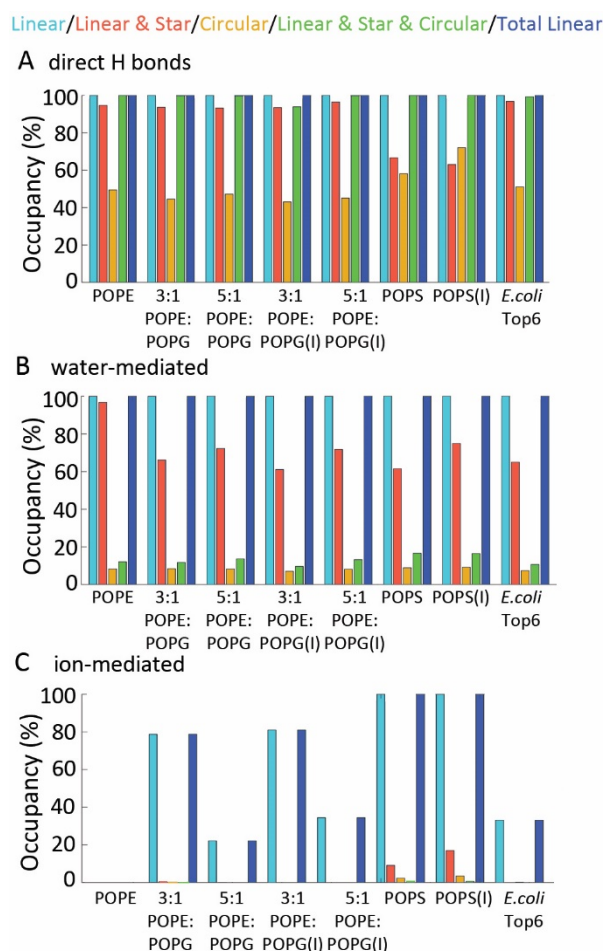 Linear/Linear & Star/Circular/Linear & Star & Circular/Total Linear
A direct H bonds
Occupancy (%)
100
80
60
40
20
0
POPE 3:1 5:1 3:1 5:1 POPS POPS(I) E.coli
POPE: POPE: POPE: POPE: Top6
POPG POPG POPG(I) POPG(I)
B water-mediated
Occupancy (%)
100
80
60
40
20
0
POPE 3:1 5:1 3:1 5:1 POPS POPS(I) E.coli
POPE: POPE: POPE: POPE: Top6
POPG POPG POPG(I) POPG(I)
C ion-mediated
Occupancy (%)
100
80
60
40
20
0
POPE 3:1 5:1 3:1 5:1 POPS POPS(I) E.coli
POPE: POPE: POPE: POPE: Top6
POPG POPG POPG(I) POPG(I)